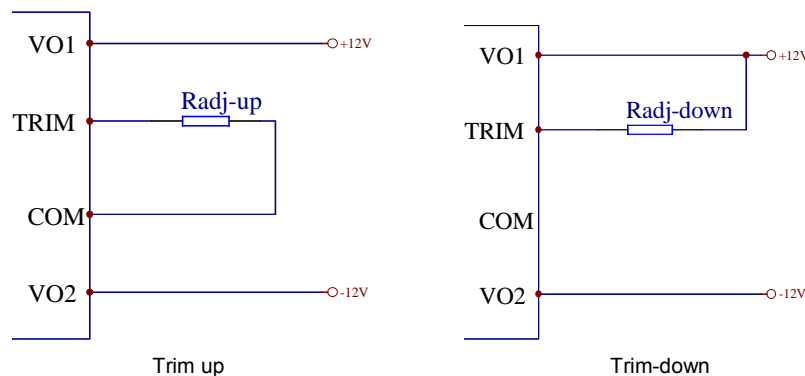 VO1
+12V
Radj-up
TRIM
COM
VO2
-12V
Trim up
VO1
+12V
Radj-down
TRIM
COM
VO2
-12V
Trim-down